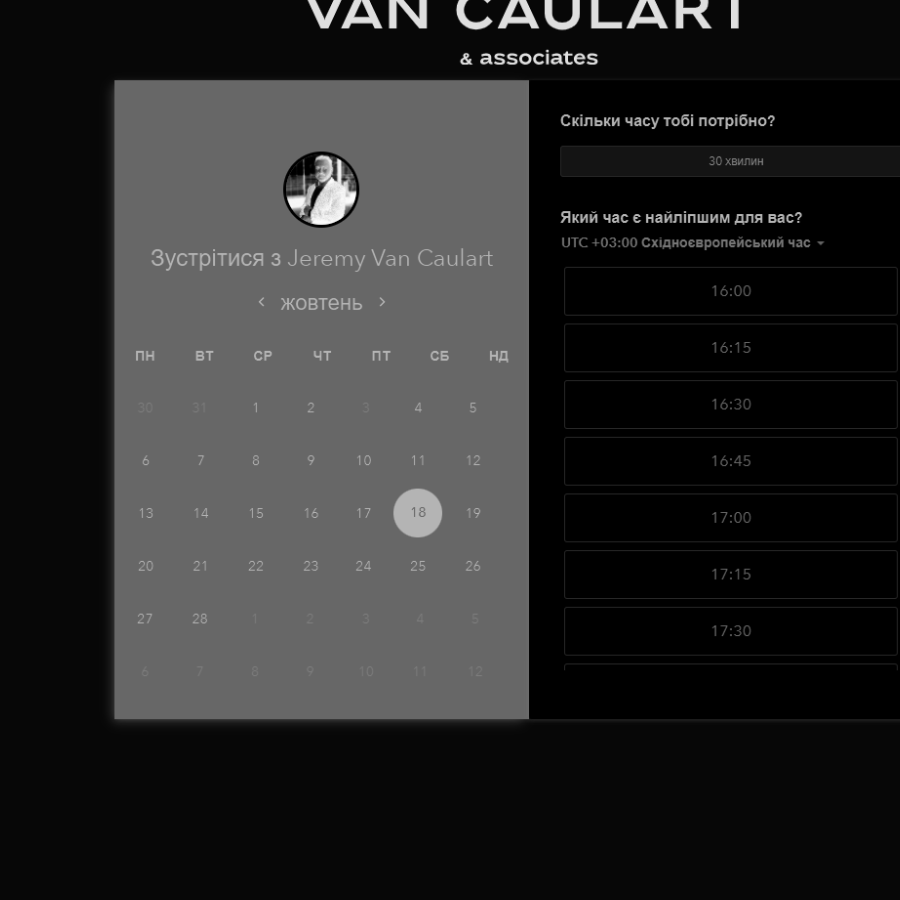 VAN CAULART
& associates
Зустрітися з Jeremy Van Caulart
жовтень
ПН ВТ СР ЧТ ПТ СБ НД
30 31 1 2 3 4 5
6 7 8 9 10 11 12
13 14 15 16 17 18 19
20 21 22 23 24 25 26
27 28 1 2 3 4 5
6 7 8 9 10 11 12
Скільки часу тобі потрібно?
30 хвилин
Який час є найліпшим для вас?
UTC +03:00 Східноєвропейський час
16:00
16:15
16:30
16:45
17:00
17:15
17:30